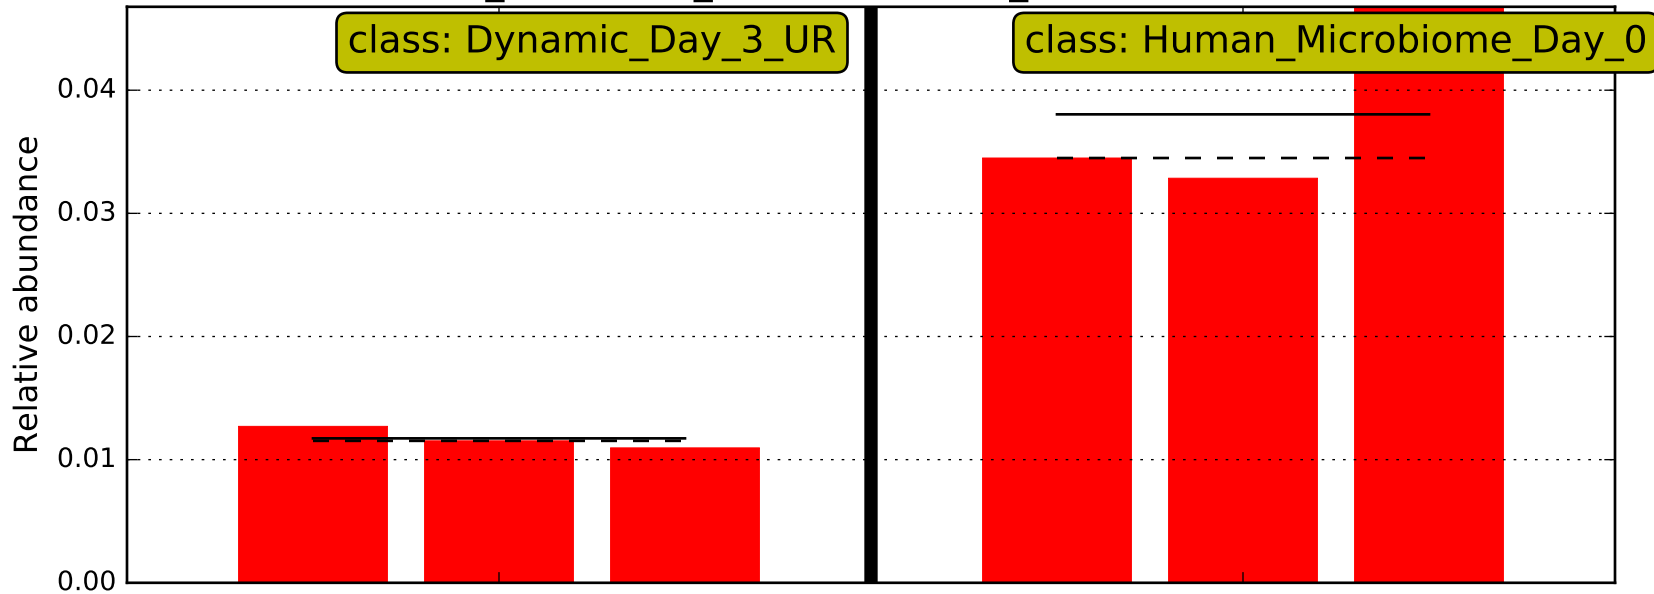 class: Dynamic_Day_3_UR
class: Human_Microbiome_Day_0
Relative abundance
0.04
0.03
0.02
0.01
0.00